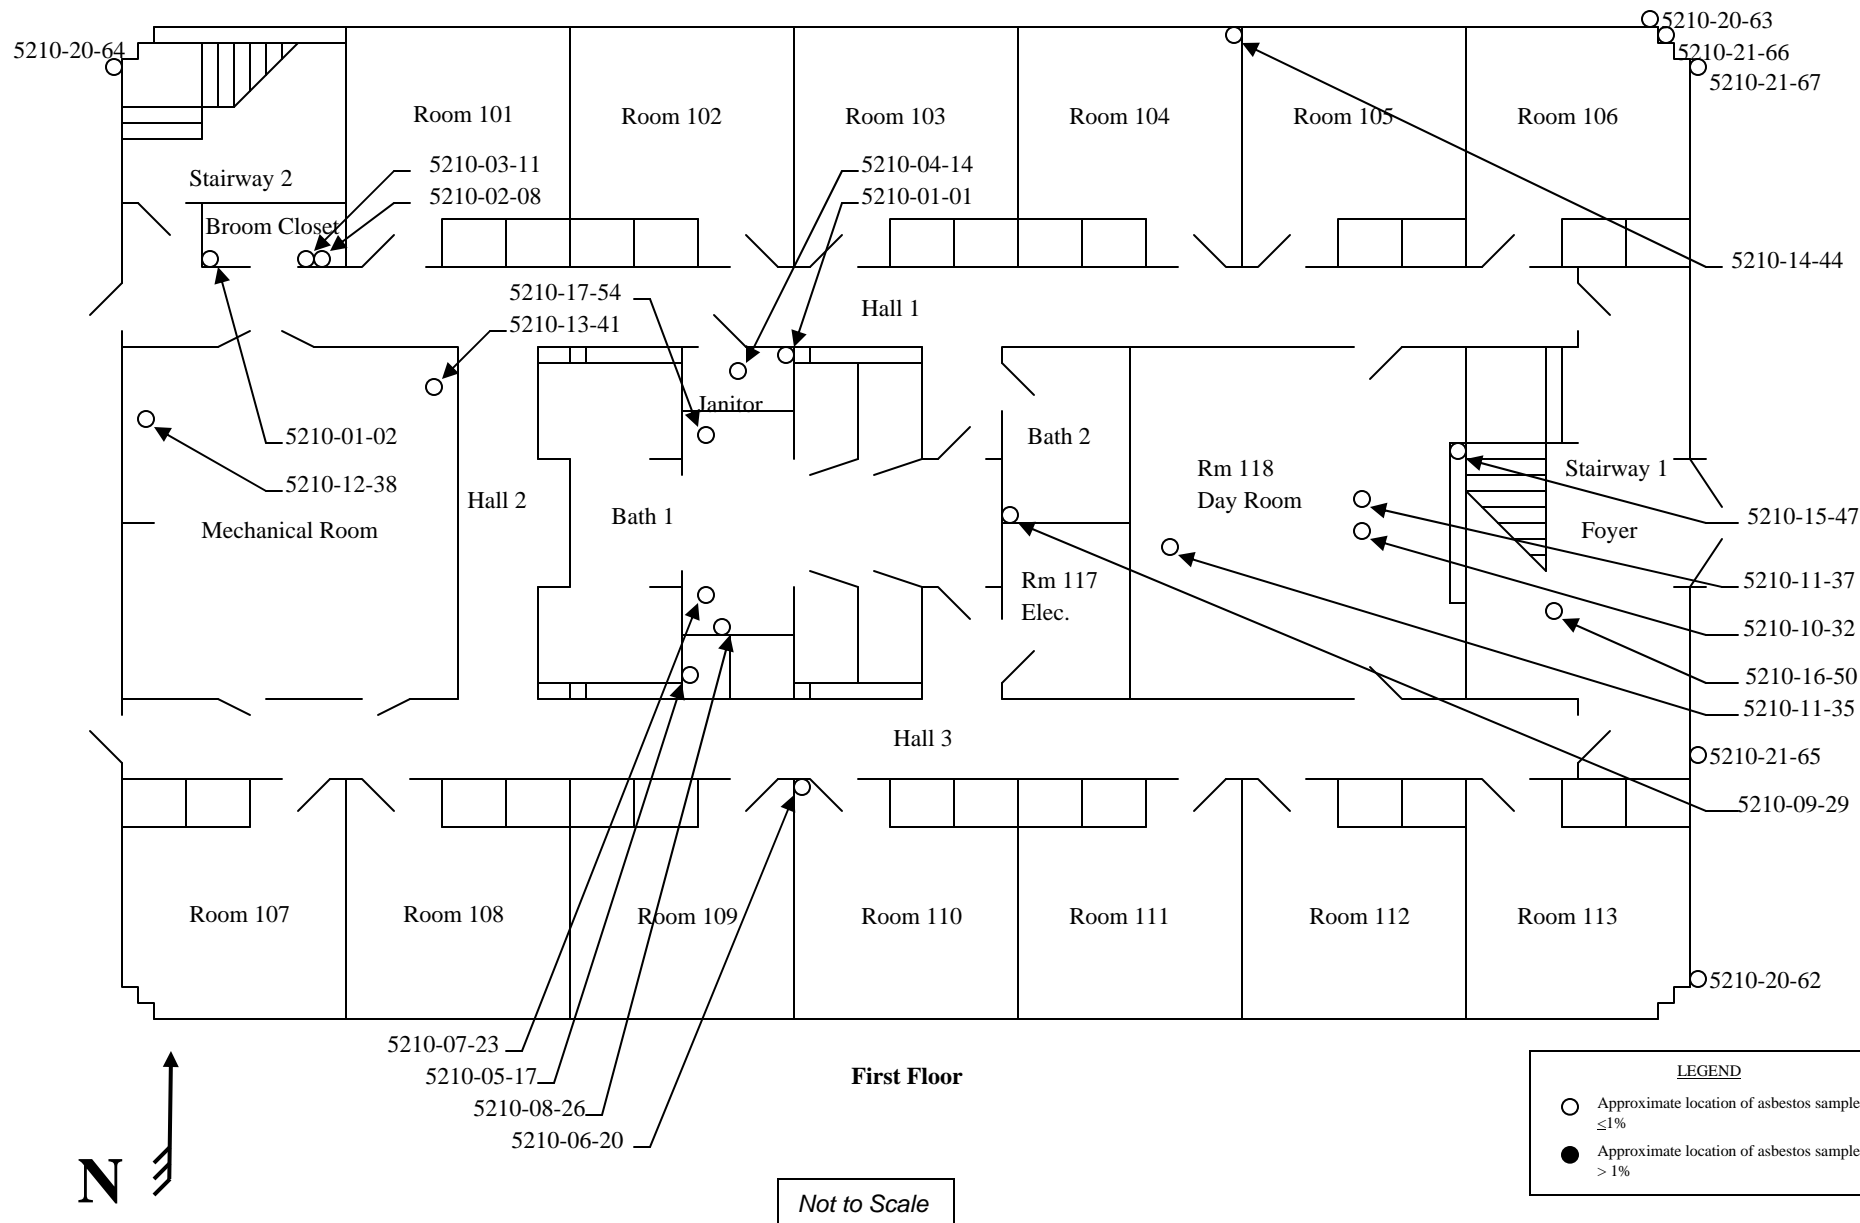 5210-20-63
5210-20-64
5210-21-66
5210-21-67
Room 101
Room 102
Room 103
Room 104
Room 105
Room 106
5210-03-11
5210-04-14
Stairway 2
5210-02-08
5210-01-01
Broom Closet
5210-14-44
5210-17-54
Hall 1
5210-13-41
Janitor
5210-01-02
Bath 2
Rm 118
Day Room
Stairway 1
5210-12-38
Hall 2
Bath 1
5210-15-47
Mechanical Room
Foyer
Rm 117
Elec.
5210-11-37
5210-10-32
5210-16-50
5210-11-35
Hall 3
5210-21-65
5210-09-29
Room 107
Room 108
Room 109
Room 110
Room 111
Room 112
Room 113
5210-20-62
5210-07-23
5210-05-17
5210-08-26
5210-06-20
First Floor
LEGEND
Approximate location of asbestos sample
≤1%
Approximate location of asbestos sample
> 1%
N
Not to Scale